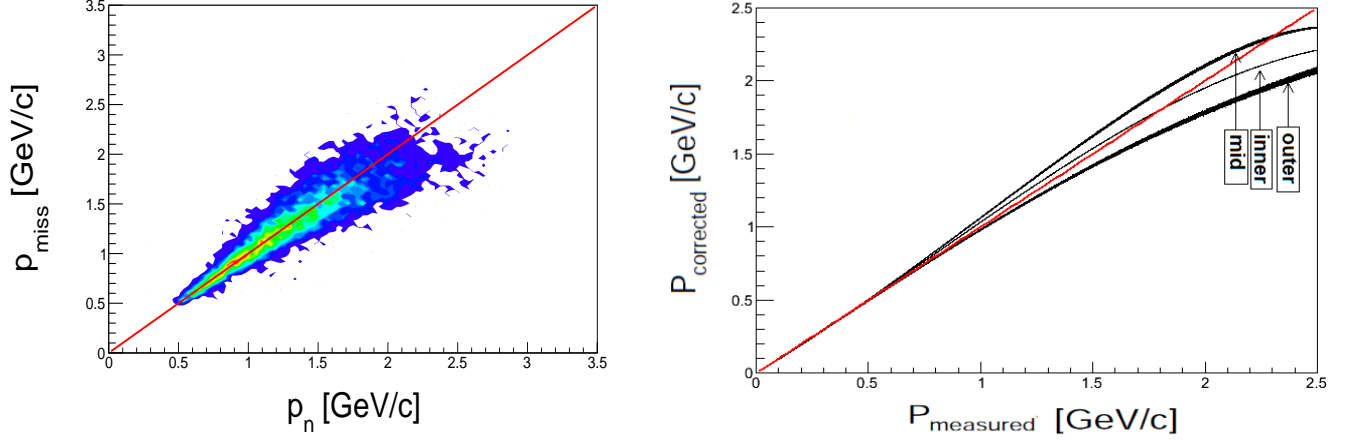 3.5
3
2.5
2
1.5
1
0.5
0
0 0.5 1 1.5 2 2.5 3 3.5
p_miss [GeV/c]
p_n [GeV/c]
2.5
2
1.5
1
0.5
0
0 0.5 1 1.5 2 2.5
P_corrected [GeV/c]
mid
inner
outer
P_measured [GeV/c]